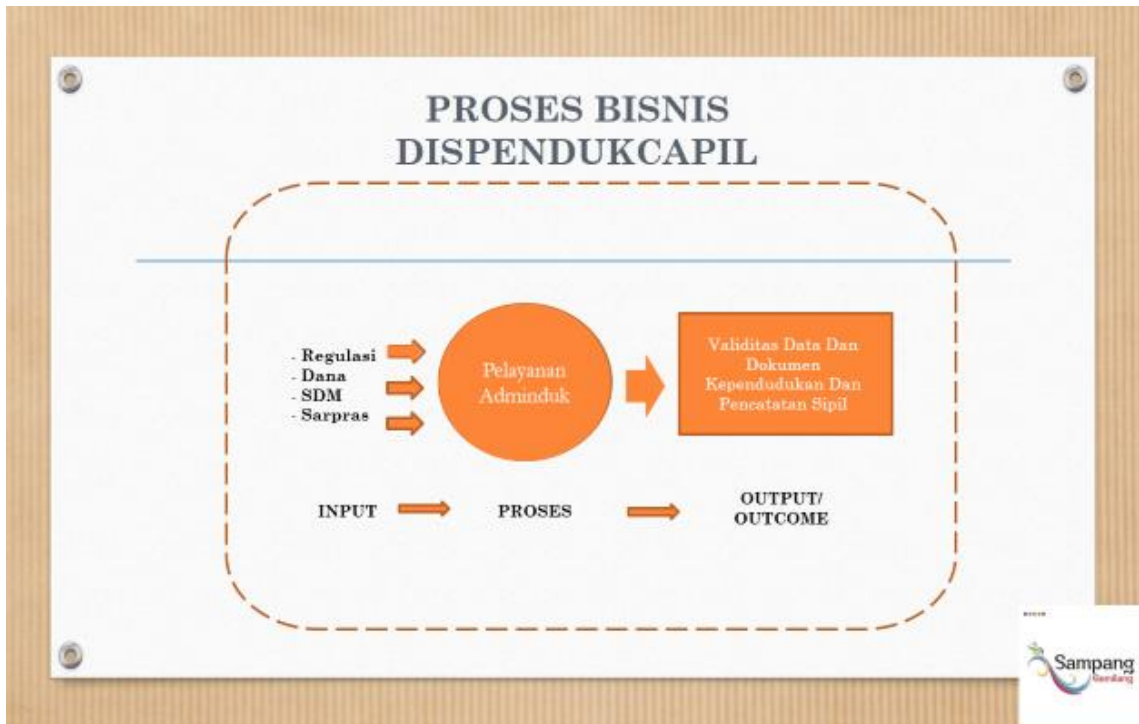 PROSES BISNIS
DISPENDUKCAPIL
- Regulasi
- Dana
- SDM
- Sarpras
Pelayanan
Adminduk
Validitas Data Dan
Dokumen
Kependudukan Dan
Pencatatan Sipil
INPUT
PROSES
OUTPUT/
OUTCOME
Sampang
Gemilang